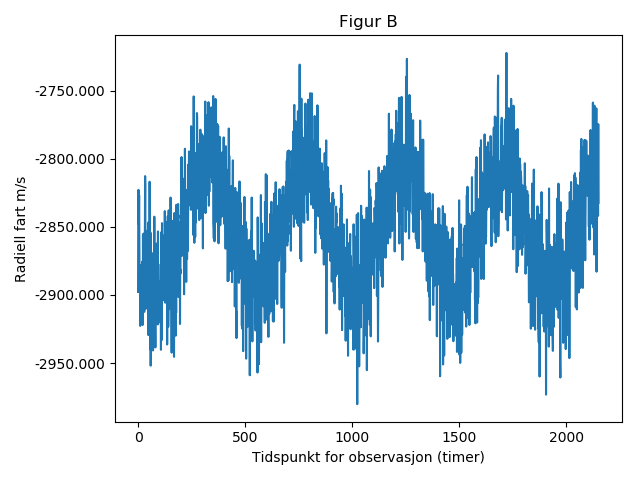 Figur B
-2750.000
-2800.000
-2850.000
-2900.000
-2950.000
Radiell fart m/s
0 500 1000 1500 2000
Tidspunkt for observasjon (timer)